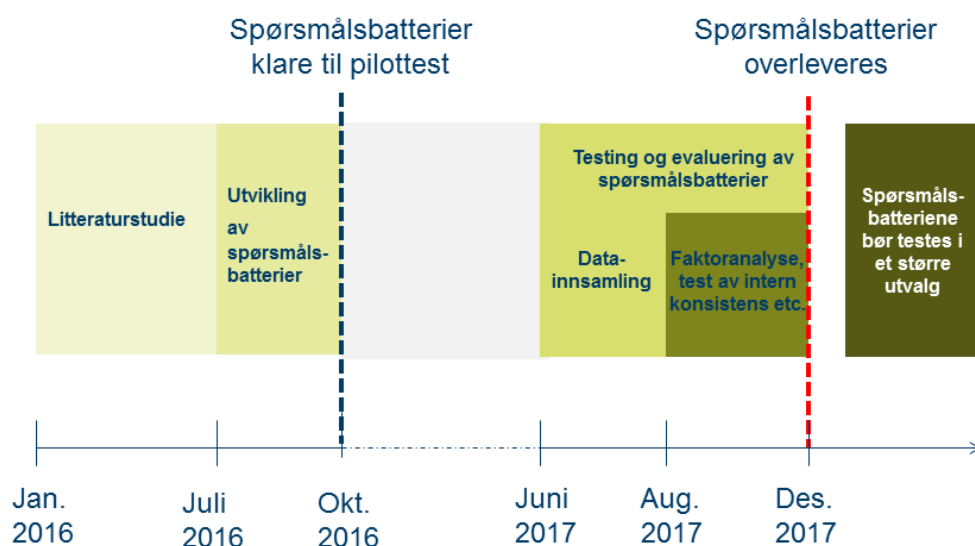 Spørsmålsbatterier
klare til pilottest
Spørsmålsbatterier
overleveres
Litteraturstudie
Utvikling
av
spørsmåls-
batterier
Testing og evaluering av
spørsmålsbatterier
Data-
innsamling
Faktoranalyse,
test av intern
konsistens etc.
Spørsmåls-
batteriene
bør testes i
et større
utvalg
Jan.
2016
Juli
2016
Okt.
2016
Juni
2017
Aug.
2017
Des.
2017